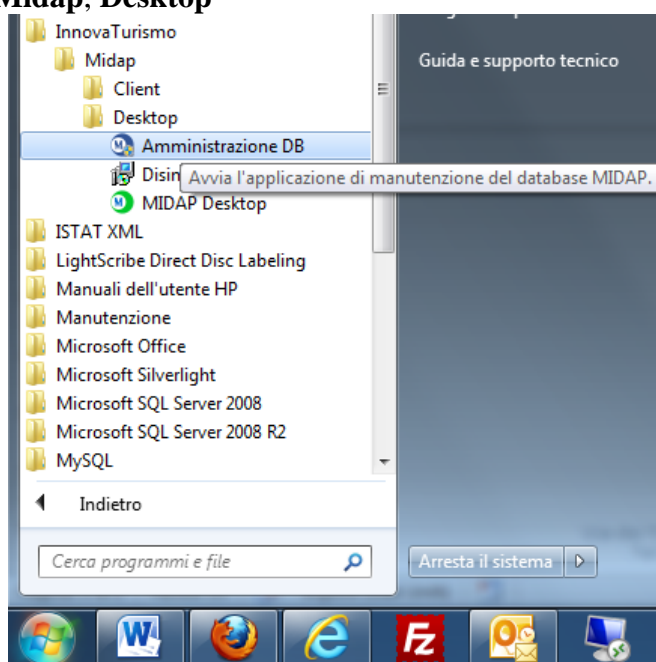 Midap, Desktop
InnovaTurismo
Midap
Client
Desktop
Amministrazione DB
Disin
Avvia l'applicazione di manutenzione del database MIDAP.
MIDAP Desktop
ISTAT XML
LightScribe Direct Disc Labeling
Manuali dell'utente HP
Manutenzione
Microsoft Office
Microsoft Silverlight
Microsoft SQL Server 2008
Microsoft SQL Server 2008 R2
MySQL
Indietro
Cerca programmi e file
Guida e supporto tecnico
Arresta il sistema